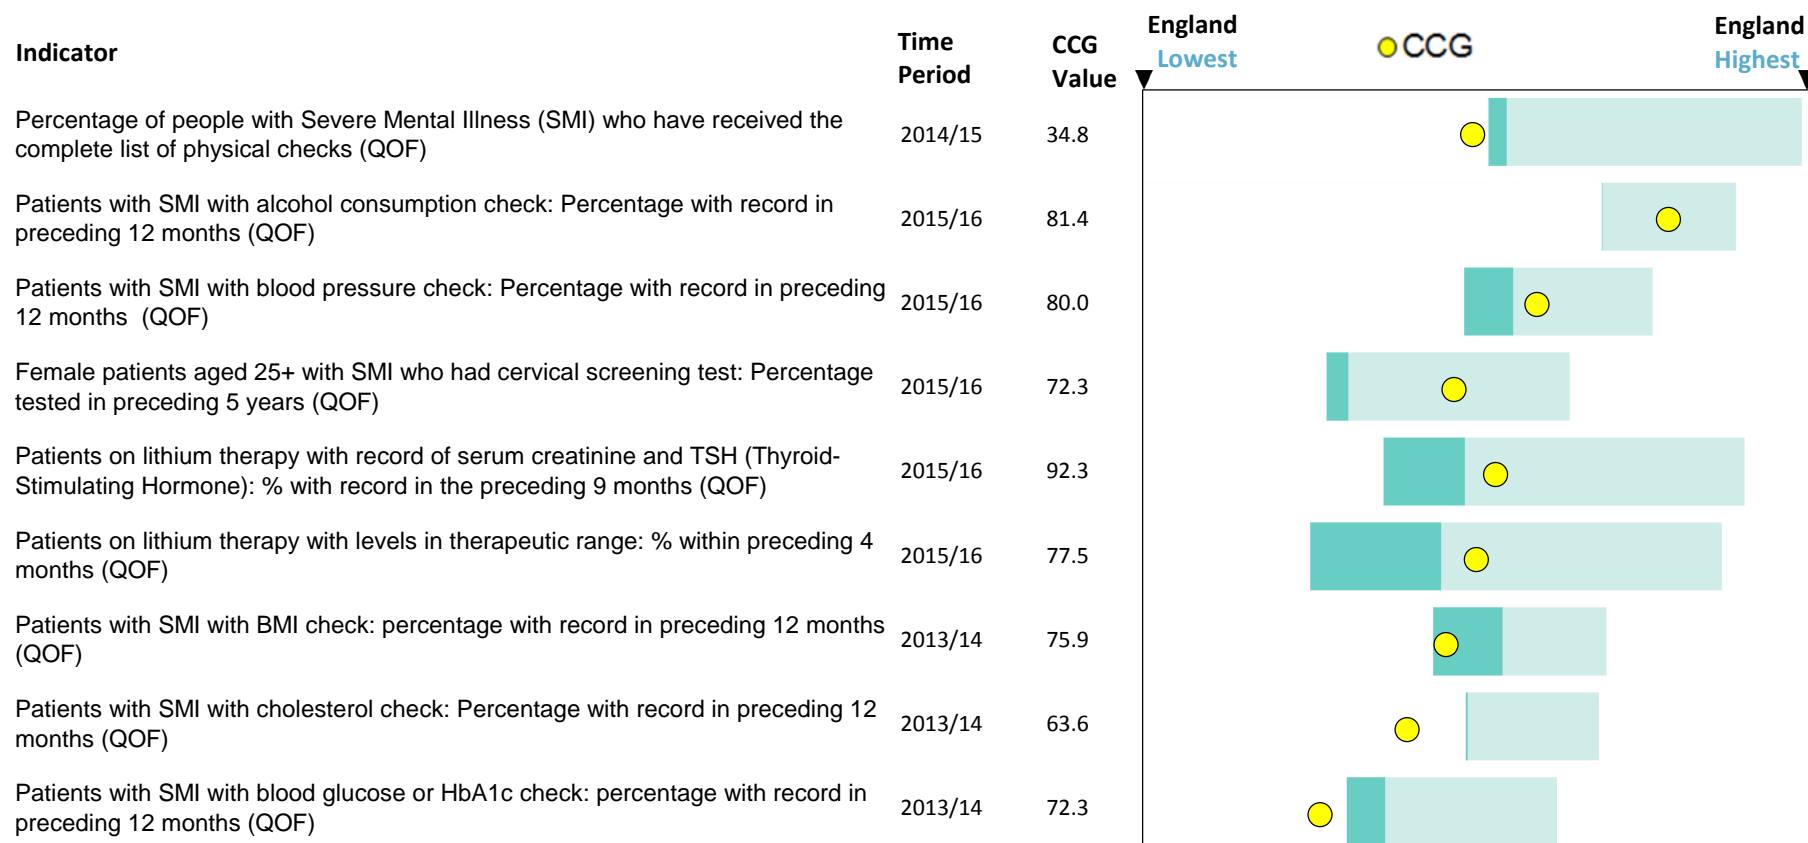 Indicator
Time Period
CCG Value
England Lowest
CCG
England Highest
Percentage of people with Severe Mental Illness (SMI) who have received the
complete list of physical checks (QOF)
2014/15
34.8
Patients with SMI with alcohol consumption check: Percentage with record in
preceding 12 months (QOF)
2015/16
81.4
Patients with SMI with blood pressure check: Percentage with record in preceding
12 months (QOF)
2015/16
80.0
Female patients aged 25+ with SMI who had cervical screening test: Percentage
tested in preceding 5 years (QOF)
2015/16
72.3
Patients on lithium therapy with record of serum creatinine and TSH (Thyroid-
Stimulating Hormone): % with record in the preceding 9 months (QOF)
2015/16
92.3
Patients on lithium therapy with levels in therapeutic range: % within preceding 4
months (QOF)
2015/16
77.5
Patients with SMI with BMI check: percentage with record in preceding 12 months
(QOF)
2013/14
75.9
Patients with SMI with cholesterol check: Percentage with record in preceding 12
months (QOF)
2013/14
63.6
Patients with SMI with blood glucose or HbA1c check: percentage with record in
preceding 12 months (QOF)
2013/14
72.3